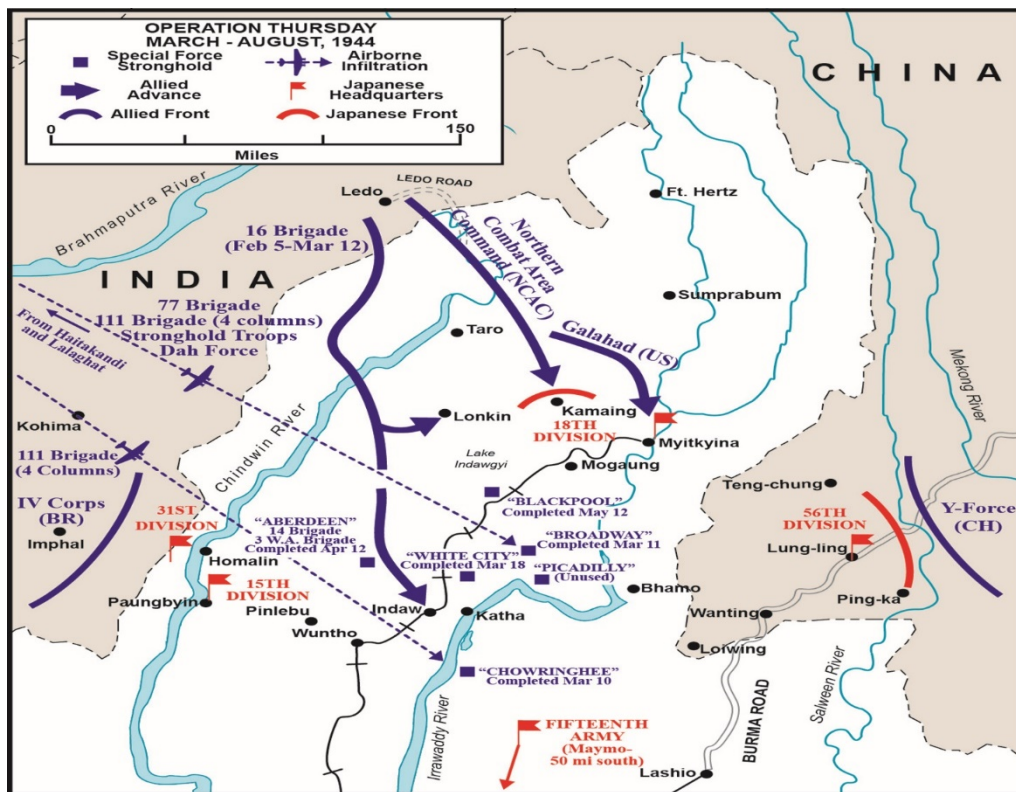 OPERATION THURSDAY
MARCH - AUGUST, 1944
Special Force
Stronghold
Airborne
Infiltration
Allied
Advance
Japanese
Headquarters
Allied Front
Japanese Front
0
150
Miles
CHINA
INDIA
Brahmaputra River
Ledo
LEDO ROAD
Ft. Hertz
16 Brigade
(Feb 5-Mar 12)
Northern
Combat Area
Command (NCAC)
Sumprabum
77 Brigade
111 Brigade (4 columns)
Stronghold Troops
Dah Force
From Haitakandi
and Lalaghat
Taro
Galahad (US)
Mekong River
Kohima
Chindwin River
Lonkin
Kamaing
18TH
DIVISION
Myitkyina
Lake
Indawgyi
Mogaung
111 Brigade
(4 Columns)
IV Corps
(BR)
Imphal
31ST
DIVISION
Homalin
"BLACKPOOL"
Completed May 12
Teng-chung
56TH
DIVISION
Lung-ling
Y-Force
(CH)
"ABERDEEN"
14 Brigade
3 W.A. Brigade
Completed Apr 12
"BROADWAY"
Completed Mar 11
"WHITE CITY"
Completed Mar 18
"PICADILLY"
(Unused)
Paungbyin
15TH
DIVISION
Pinlebu
Wuntho
Indaw
Katha
Bhamo
Wanting
Ping-ka
Loiwing
"CHOWRINGHEE"
Completed Mar 10
Irrawaddy River
FIFTEENTH
ARMY
(Maymo-
50 mi south)
BURMA ROAD
Salween River
Lashio